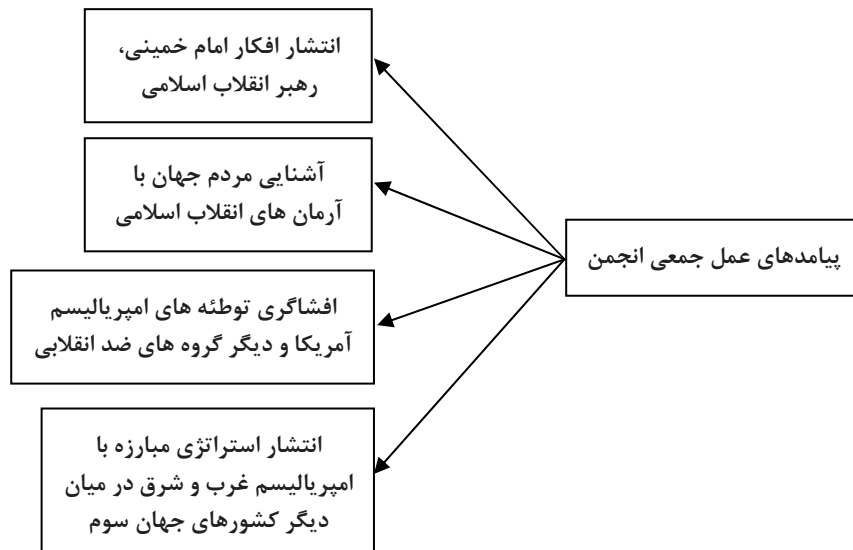 پیامدهای عمل جمعی انجمن
انتشار افکار امام خمینی،
رهبر انقلاب اسلامی
آشنایی مردم جهان با
آرمان های انقلاب اسلامی
افشاگری توطئه های امپریالیسم
آمریکا و دیگر گروه های ضد انقلابی
انتشار استراتژی مبارزه با
امپریالیسم غرب و شرق در میان
دیگر کشورهای جهان سوم